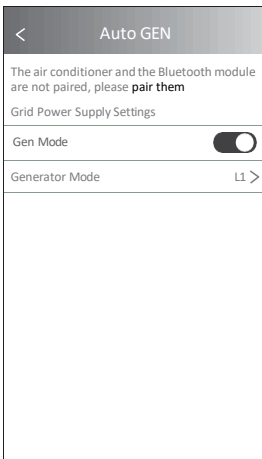 Auto GEN
The air conditioner and the Bluetooth module
are not paired, please pair them
Grid Power Supply Settings
Gen Mode
Generator Mode L1